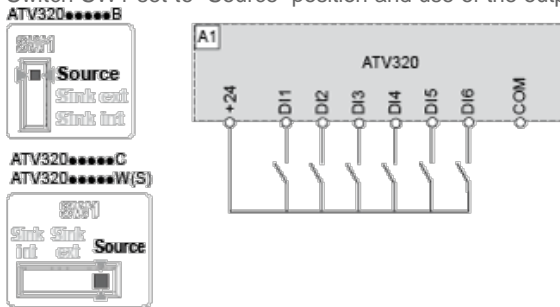 Switch SW1 set to "Source" position and use of the outp
ATV320●●●●●B
SW1
Source
Sink ext
Sink int
ATV320●●●●●C
ATV320●●●●●W(S)
SW1
Sink int
Sink ext
Source
A1
ATV320
+24
DI1
DI2
DI3
DI4
DI5
DI6
COM